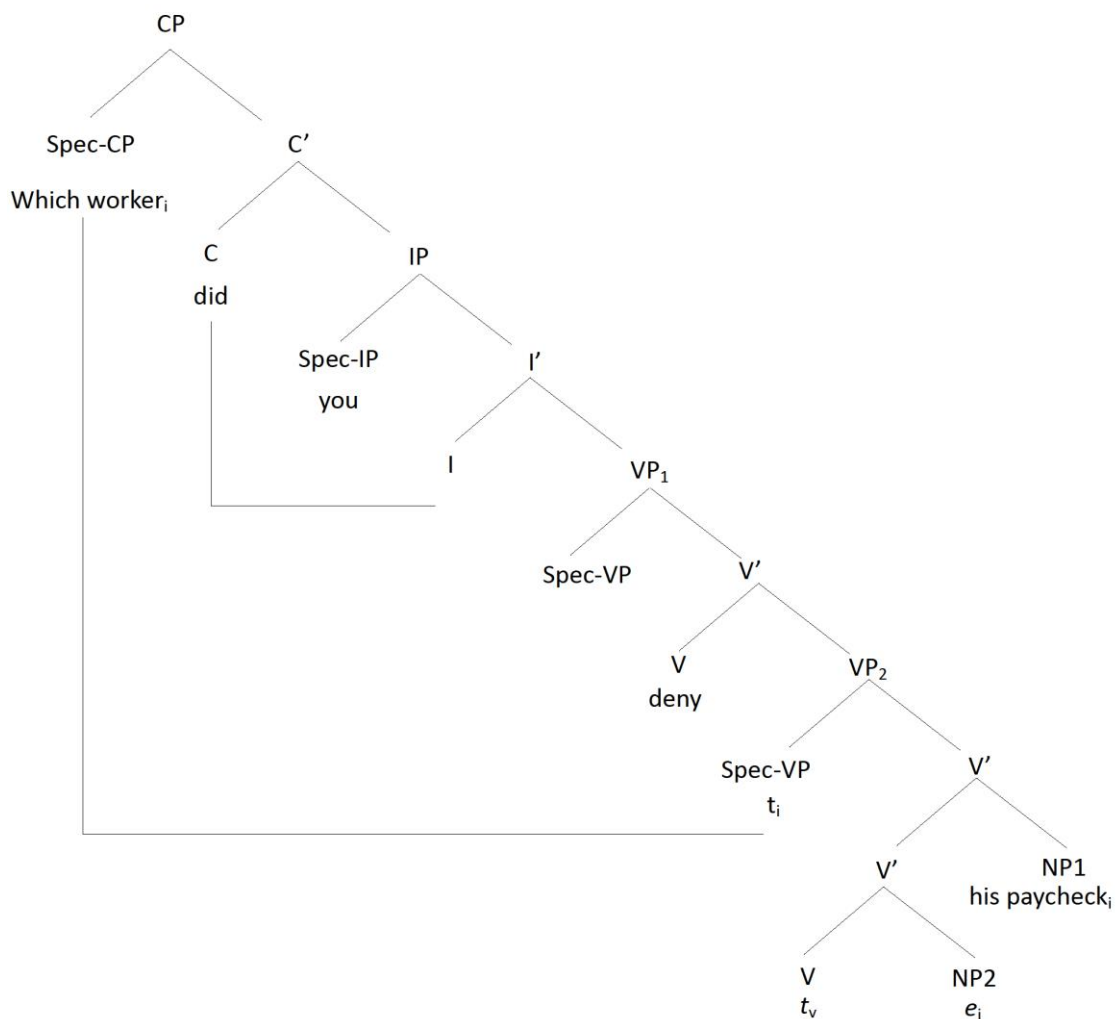 CP
Spec-CP C’
Which workerᵢ
C IP
did
Spec-IP I’
you
I VP₁
Spec-VP V’
V VP₂
deny
Spec-VP V’
tᵢ
V’ NP1
his paycheckᵢ
V NP2
tᵥ eᵢ